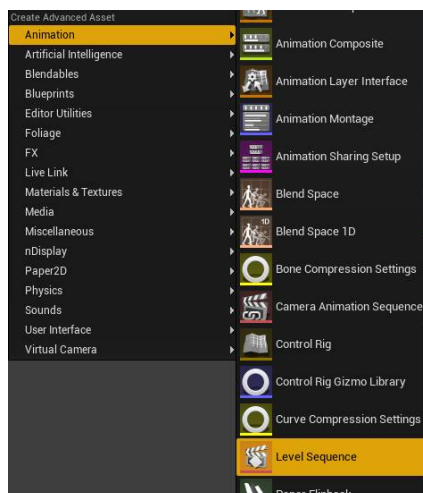 Create Advanced Asset
Animation
Artificial Intelligence
Blendables
Blueprints
Editor Utilities
Foliage
FX
Live Link
Materials & Textures
Media
Miscellaneous
nDisplay
Paper2D
Physics
Sounds
User Interface
Virtual Camera
Animation Composite
Animation Layer Interface
Animation Montage
Animation Sharing Setup
Blend Space
1D
Blend Space 1D
Bone Compression Settings
Camera Animation Sequence
Control Rig
Control Rig Gizmo Library
Curve Compression Settings
Level Sequence
Paper Flipbook